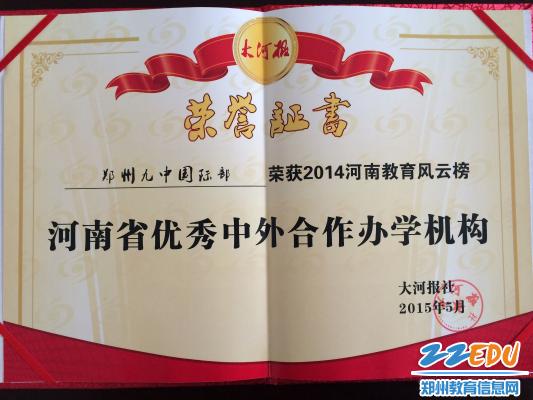 大河报
荣誉証書
郑州九中国际部 荣获2014河南教育风云榜
河南省优秀中外合作办学机构
大河报社
2015年5月
ZZEDU
郑州教育信息网